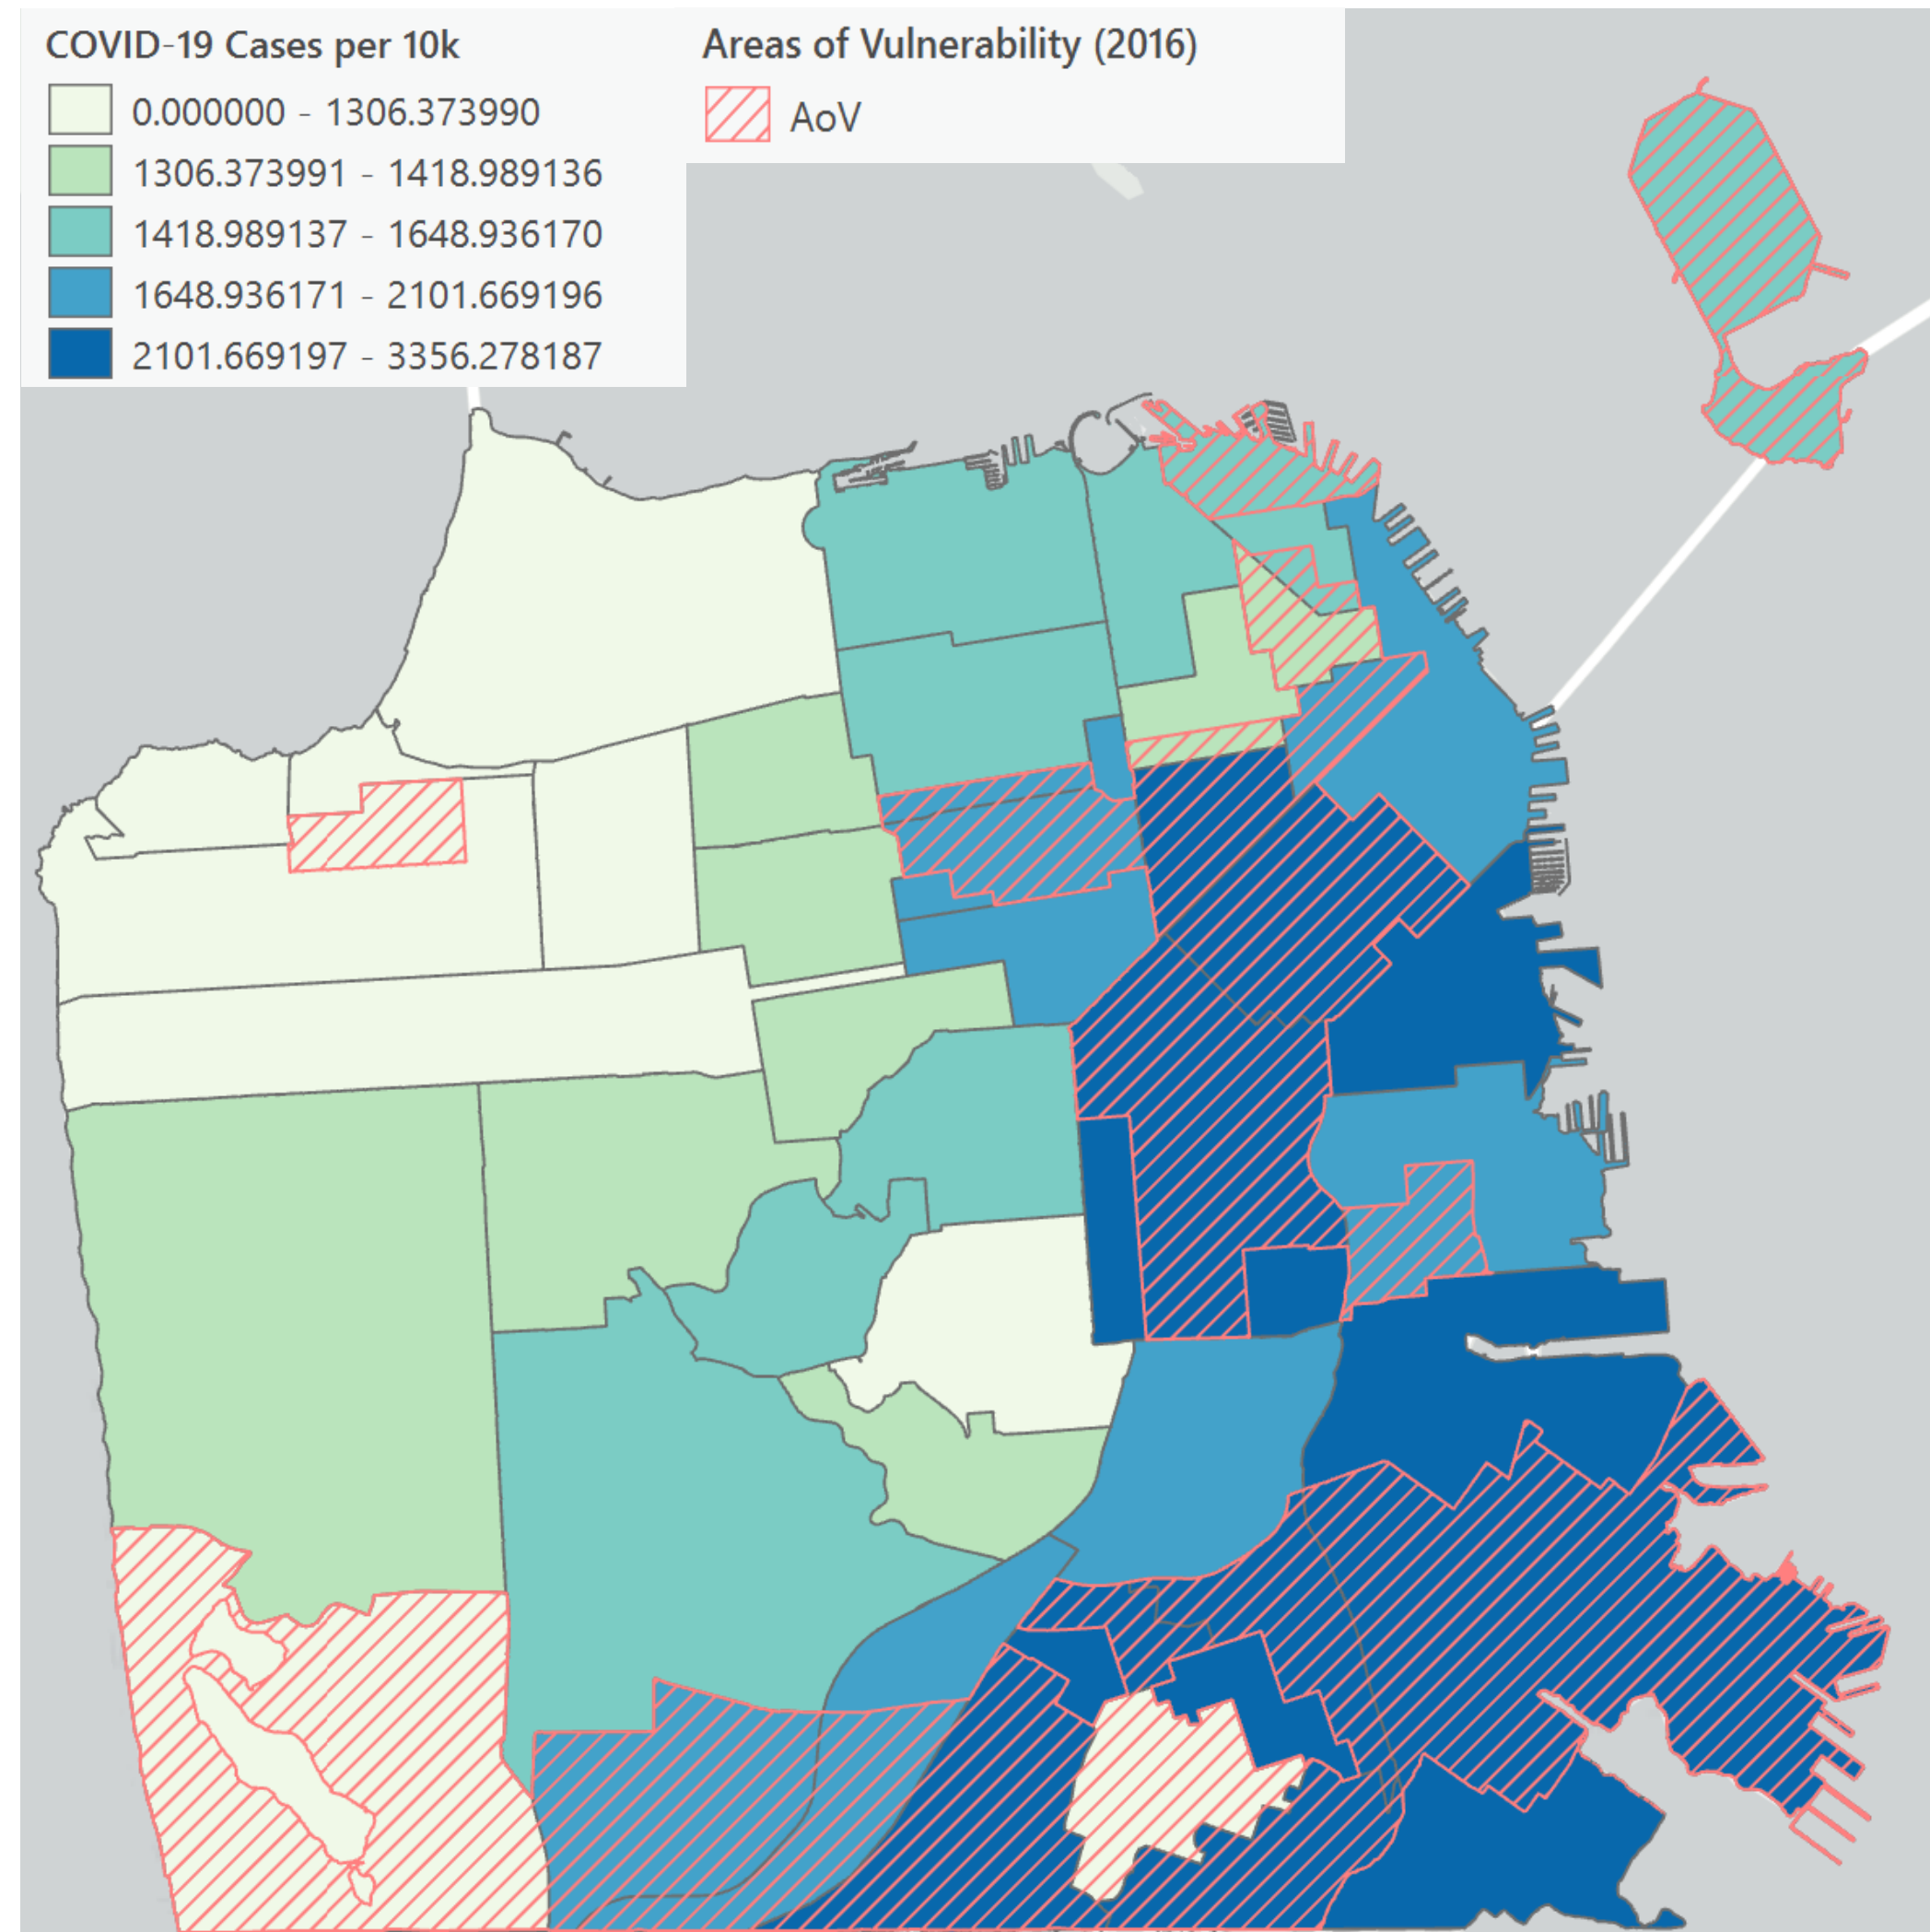 COVID-19 Cases per 10k
0.000000 - 1306.373990
1306.373991 - 1418.989136
1418.989137 - 1648.936170
1648.936171 - 2101.669196
2101.669197 - 3356.278187
Areas of Vulnerability (2016)
AoV